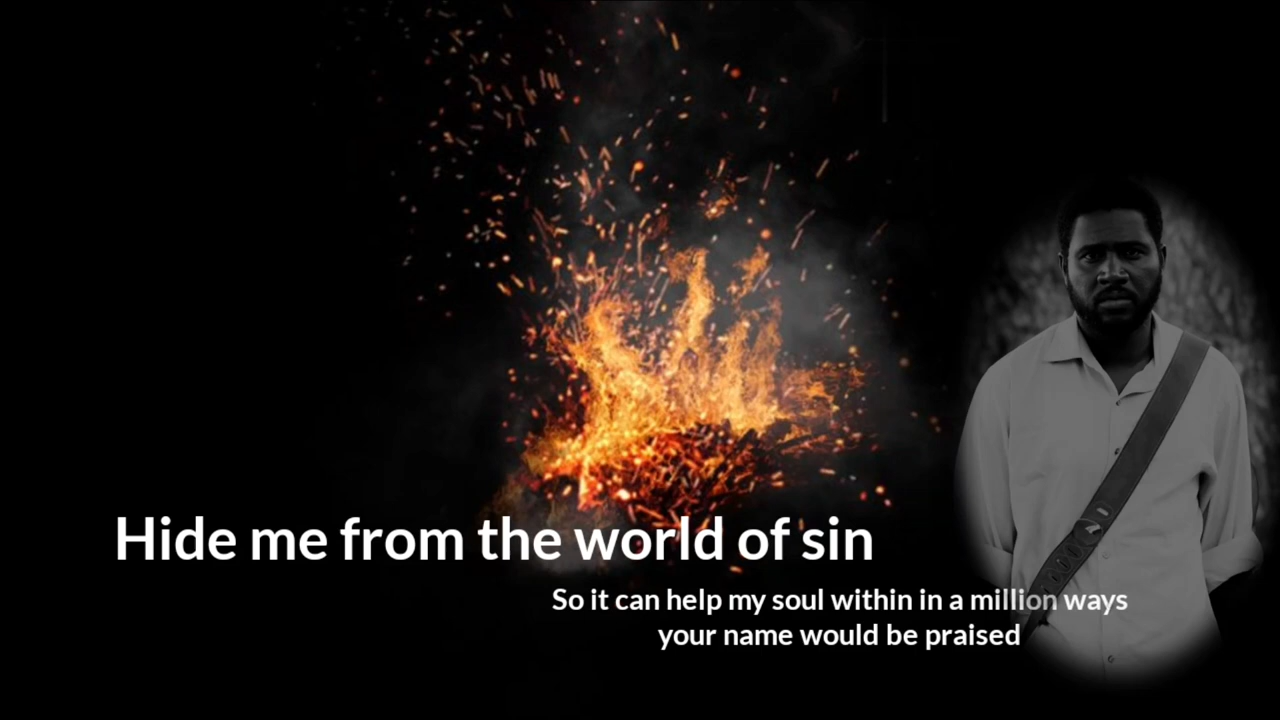 Hide me from the world of sin
So it can help my soul within in a million ways
your name would be praised